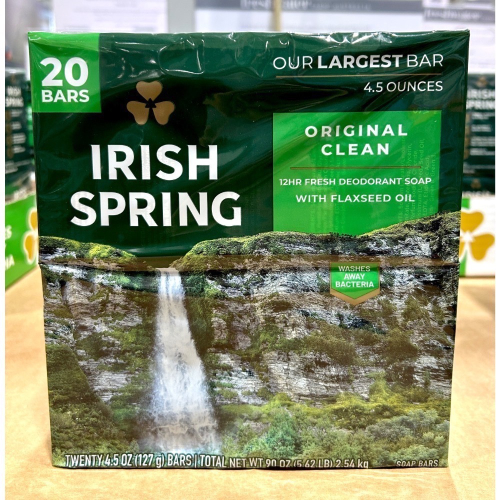 20
BARS
OUR LARGEST BAR
4.5 OUNCES
IRISH
SPRING
ORIGINAL
CLEAN
12HR FRESH DEODORANT SOAP
WITH FLAXSEED OIL
WASHES
AWAY
BACTERIA
TWENTY 4.5 OZ (127 g) BARS | TOTAL NET WT 90 OZ (5.62 LB) 2.54 kg
SOAP BARS